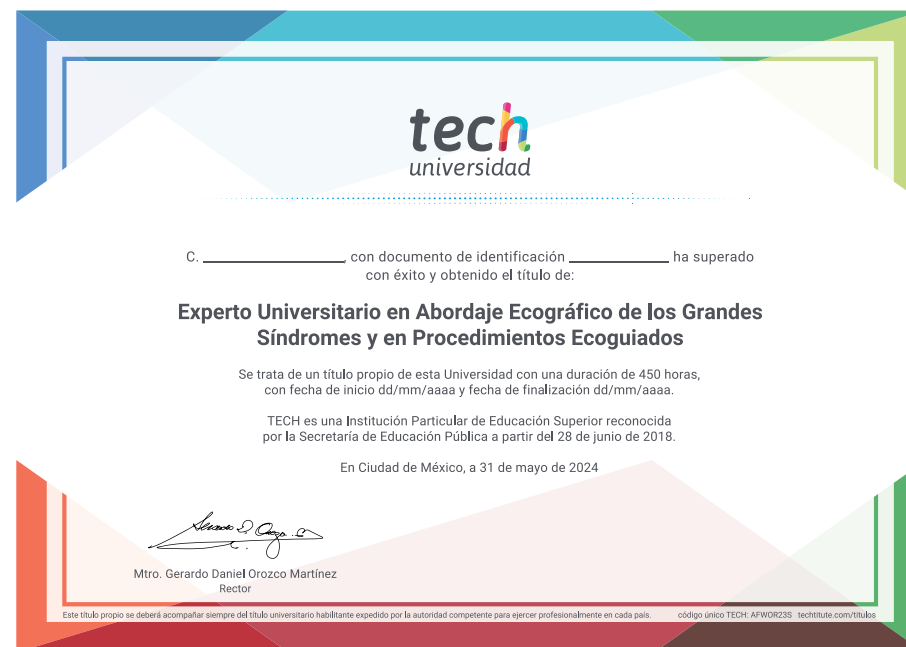 tech
universidad
C. ____________, con documento de identificación ____________ ha superado
con éxito y obtenido el título de:
Experto Universitario en Abordaje Ecográfico de los Grandes
Síndromes y en Procedimientos Ecoguiados
Se trata de un título propio de esta Universidad con una duración de 450 horas,
con fecha de inicio dd/mm/aaaa y fecha de finalización dd/mm/aaaa.
TECH es una Institución Particular de Educación Superior reconocida
por la Secretaría de Educación Pública a partir del 28 de junio de 2018.
En Ciudad de México, a 31 de mayo de 2024
Mtro. Gerardo Daniel Orozco Martínez
Rector
Este título propio se deberá acompañar siempre del título universitario habilitante expedido por la autoridad competente para ejercer profesionalmente en cada país. código único TECH: AFWOR23S techtitute.com/titulos